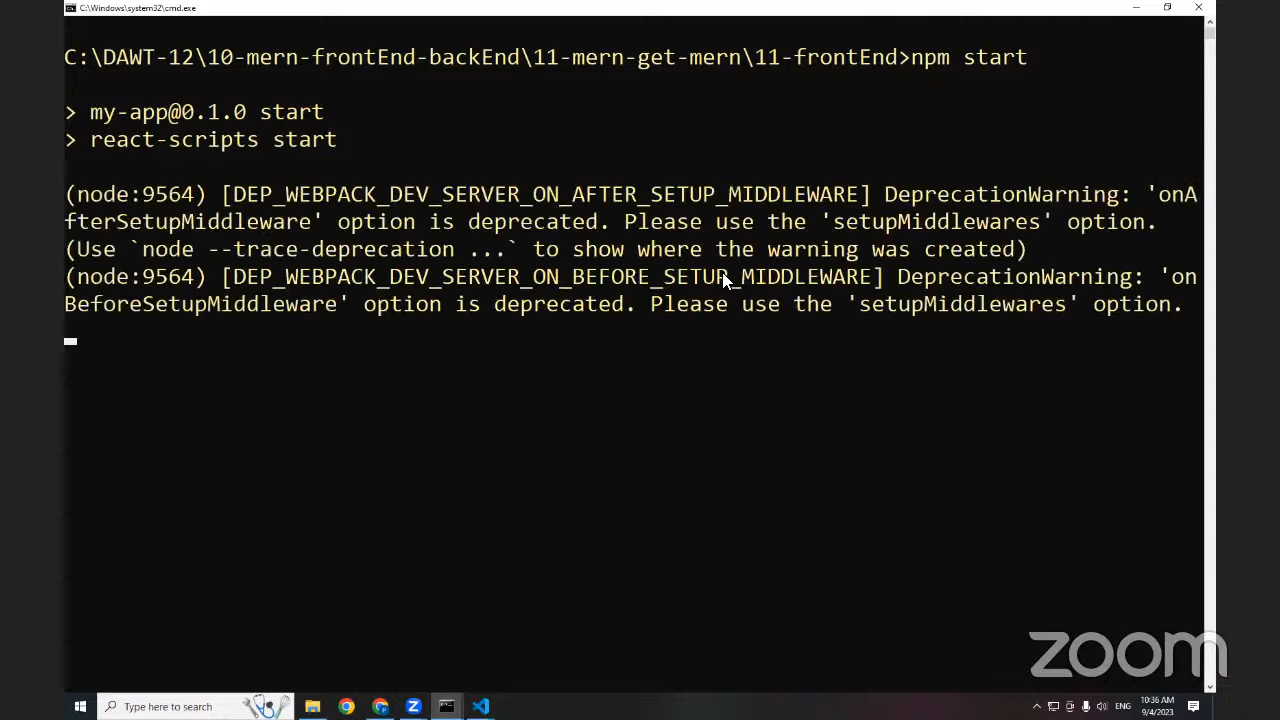 C:\Windows\system32\cmd.exe
C:\DAWT-12\10-mern-frontEnd-backEnd\11-mern-get-mern\11-frontEnd>npm start
> my-app@0.1.0 start
> react-scripts start
(node:9564) [DEP_WEBPACK_DEV_SERVER_ON_AFTER_SETUP_MIDDLEWARE] DeprecationWarning: 'onA
fterSetupMiddleware' option is deprecated. Please use the 'setupMiddlewares' option.
(Use `node --trace-deprecation ...` to show where the warning was created)
(node:9564) [DEP_WEBPACK_DEV_SERVER_ON_BEFORE_SETUP_MIDDLEWARE] DeprecationWarning: 'on
BeforeSetupMiddleware' option is deprecated. Please use the 'setupMiddlewares' option.
zoom
Type here to search
ENG
10:36 AM
9/4/2023